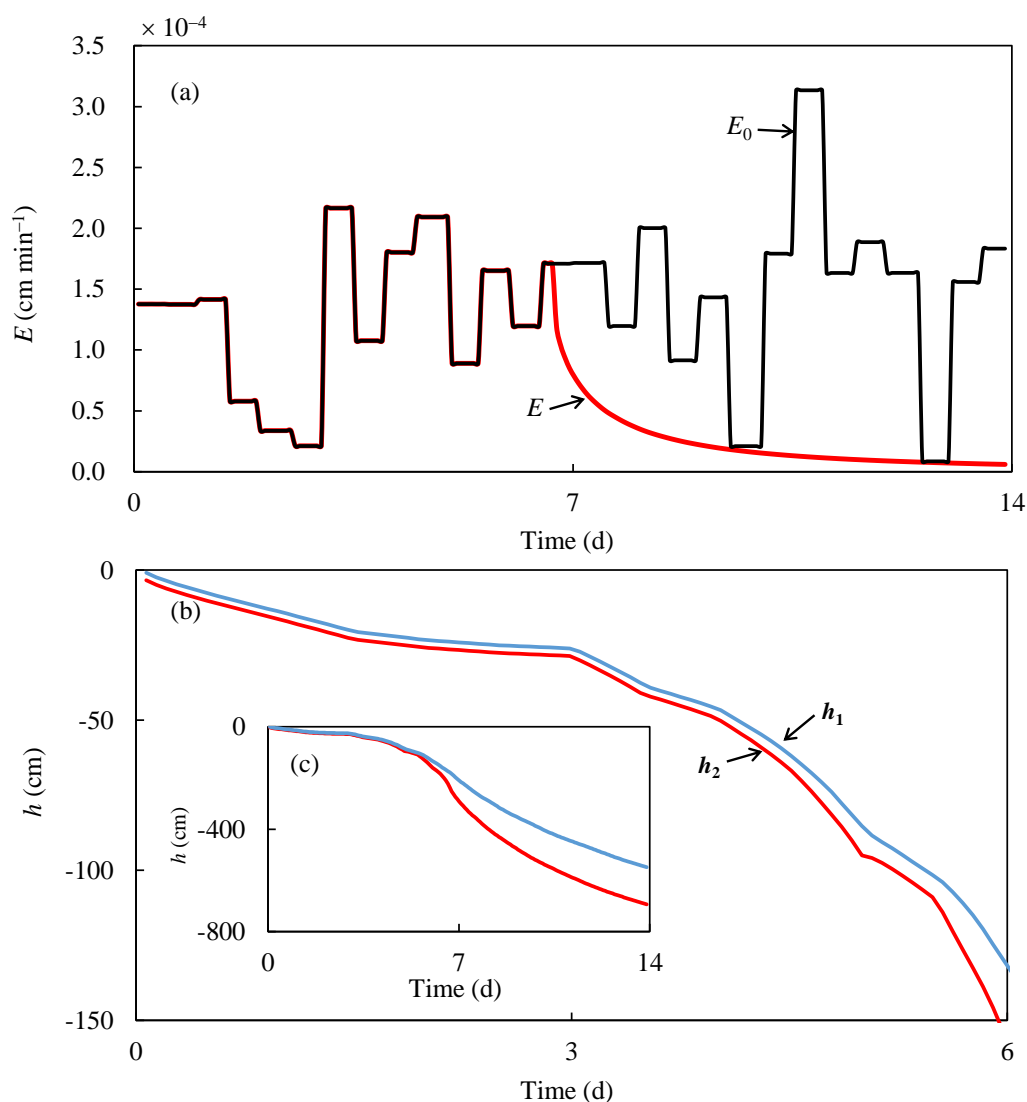 × 10⁻⁴
3.5
3.0
2.5
2.0
1.5
1.0
0.5
0.0
E (cm min⁻¹)
(a)
E₀
E
0
7
14
Time (d)
0
-50
-100
-150
h (cm)
(b)
h₁
h₂
0
-400
-800
h (cm)
(c)
0
7
14
Time (d)
0
3
6
Time (d)